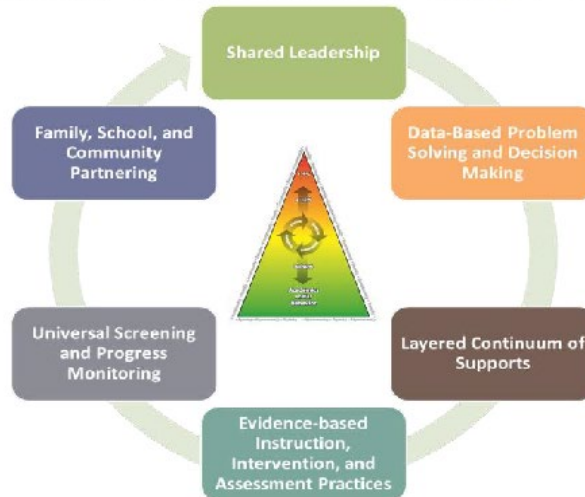 Shared Leadership
Data-Based Problem
Solving and Decision
Making
Layered Continuum of
Supports
Evidence-based
Instruction,
Intervention, and
Assessment Practices
Universal Screening
and Progress
Monitoring
Family, School, and
Community
Partnering